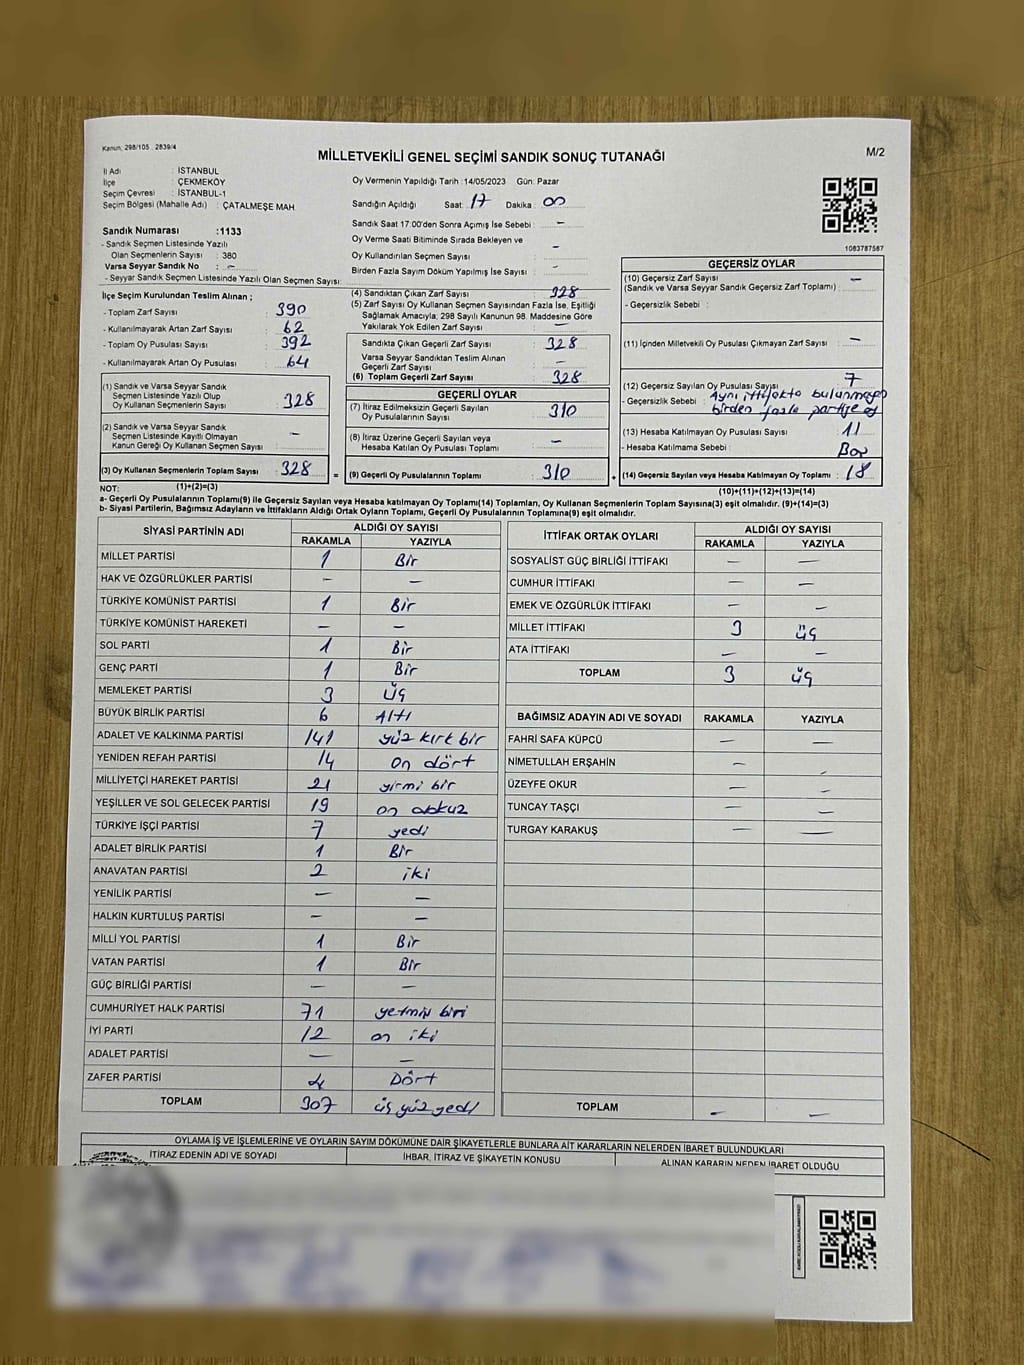 Kanun, 298/105 , 2839/4
MİLLETVEKİLİ GENEL SEÇİMİ SANDIK SONUÇ TUTANAĞI
M/2
İl Adı : İSTANBUL
İlçe : ÇEKMEKÖY
Seçim Çevresi : İSTANBUL-1
Seçim Bölgesi (Mahalle Adı) : ÇATALMEŞE MAH
Sandık Numarası :1133
- Sandık Seçmen Listesinde Yazılı
Olan Seçmenlerin Sayısı : 380
Varsa Seyyar Sandık No : -
- Seyyar Sandık Listesinde Yazılı Olan Seçmen Sayısı:
Oy Vermenin Yapıldığı Tarih : 14/05/2023 Gün: Pazar
Sandığın Açıldığı Saat : 17 Dakika : 00
Sandık Saat 17:00'den Sonra Açımış İse Sebebi : -
Oy Verme Saati Bitiminde Sırada Bekleyen ve
Oy Kullandırılan Seçmen Sayısı : -
Birden Fazla Sayım Döküm Yapılmış İse Sayısı : -
1083787587
İlçe Seçim Kurulundan Teslim Alınan ;
- Toplam Zarf Sayısı : 390
- Kullanılmayarak Artan Zarf Sayısı : 62
- Toplam Oy Pusulası Sayısı : 392
- Kullanılmayarak Artan Oy Pusulası : 64
(4) Sandıktan Çıkan Zarf Sayısı : 328
(5) Zarf Sayısı Oy Kullanan Seçmen Sayısından Fazla İse, Eşitliği
Sağlamak Amacıyla, 298 Sayılı Kanunun 98. Maddesine Göre
Yakılarak Yok Edilen Zarf Sayısı : -
Sandıkta Çıkan Geçerli Zarf Sayısı : 328
Varsa Seyyar Sandıktan Teslim Alınan
Geçerli Zarf Sayısı : -
(6) Toplam Geçerli Zarf Sayısı : 328
(1) Sandık ve Varsa Seyyar Sandık
Seçmen Listesinde Yazılı Olup
Oy Kullanan Seçmenlerin Sayısı : 328
(2) Sandık ve Varsa Seyyar Sandık
Seçmen Listesinde Kayıtlı Olmayan
Kanun Gereği Oy Kullanan Seçmen Sayısı : -
(3) Oy Kullanan Seçmenlerin Toplam Sayısı : 328 =
GEÇERLİ OYLAR
(7) İtiraz Edilmeksizin Geçerli Sayılan
Oy Pusulalarının Sayısı : 310
(8) İtiraz Üzerine Geçerli Sayılan veya
Hesaba Katılan Oy Pusulası Toplamı : -
(9) Geçerli Oy Pusulalarının Toplamı : 310 +
GEÇERSİZ OYLAR
(10) Geçersiz Zarf Sayısı
(Sandık ve Varsa Seyyar Sandık Geçersiz Zarf Toplamı) : -
- Geçersizlik Sebebi :
(11) İçinden Milletvekili Oy Pusulası Çıkmayan Zarf Sayısı : -
(12) Geçersiz Sayılan Oy Pusulası Sayısı : 7
- Geçersizlik Sebebi : Aynı ittifakta bulunmayan
birden fazla partiye oy
(13) Hesaba Katılmayan Oy Pusulası Sayısı : 11
- Hesaba Katılmama Sebebi : Boş
(14) Geçersiz Sayılan veya Hesaba Katılmayan Oy Toplamı : 18
NOT: (1)+(2)=(3)
(10)+(11)+(12)+(13)=(14)
a- Geçerli Oy Pusulalarının Toplamı(9) ile Geçersiz Sayılan veya Hesaba katılmayan Oy Toplamı(14) Toplamları, Oy Kullanan Seçmenlerin Toplam Sayısına(3) eşit olmalıdır. (9)+(14)=(3)
b- Siyasi Partilerin, Bağımsız Adayların ve İttifakların Aldığı Ortak Oyların Toplamı, Geçerli Oy Pusulalarının Toplamına(9) eşit olmalıdır.
SİYASİ PARTİNİN ADI ALDIĞI OY SAYISI
RAKAMLA YAZIYLA
MİLLET PARTİSİ 1 Bir
HAK VE ÖZGÜRLÜKLER PARTİSİ - -
TÜRKİYE KOMÜNİST PARTİSİ 1 Bir
TÜRKİYE KOMÜNİST HAREKETİ - -
SOL PARTİ 1 Bir
GENÇ PARTİ 1 Bir
MEMLEKET PARTİSİ 3 üç
BÜYÜK BİRLİK PARTİSİ 6 Altı
ADALET VE KALKINMA PARTİSİ 141 yüz kırk bir
YENİDEN REFAH PARTİSİ 14 on dört
MİLLİYETÇİ HAREKET PARTİSİ 21 yirmi bir
YEŞİLLER VE SOL GELECEK PARTİSİ 19 on dokuz
TÜRKİYE İŞÇİ PARTİSİ 7 yedi
ADALET BİRLİK PARTİSİ 1 Bir
ANAVATAN PARTİSİ 2 iki
YENİLİK PARTİSİ - -
HALKIN KURTULUŞ PARTİSİ - -
MİLLİ YOL PARTİSİ 1 Bir
VATAN PARTİSİ 1 Bir
GÜÇ BİRLİĞİ PARTİSİ - -
CUMHURİYET HALK PARTİSİ 71 yetmiş biri
İYİ PARTİ 12 on iki
ADALET PARTİSİ - -
ZAFER PARTİSİ 4 Dört
TOPLAM 307 üç yüz yedi
İTTİFAK ORTAK OYLARI ALDIĞI OY SAYISI
RAKAMLA YAZIYLA
SOSYALİST GÜÇ BİRLİĞİ İTTİFAKI - -
CUMHUR İTTİFAKI - -
EMEK VE ÖZGÜRLÜK İTTİFAKI - -
MİLLET İTTİFAKI 3 üç
ATA İTTİFAKI - -
TOPLAM 3 üç
BAĞIMSIZ ADAYIN ADI VE SOYADI RAKAMLA YAZIYLA
FAHRİ SAFA KÜPCÜ - -
NİMETULLAH ERŞAHİN - -
ÜZEYFE OKUR - -
TUNCAY TAŞÇI - -
TURGAY KARAKUŞ - -
TOPLAM - -
OYLAMA İŞ VE İŞLEMLERİNE VE OYLARIN SAYIM DÖKÜMÜNE DAİR ŞİKAYETLERLE BUNLARA AİT KARARLARIN NELERDEN İBARET BULUNDUKLARI
İTİRAZ EDENİN ADI VE SOYADI İHBAR, İTİRAZ VE ŞİKAYETİN KONUSU ALINAN KARARIN NEDEN İBARET OLDUĞU